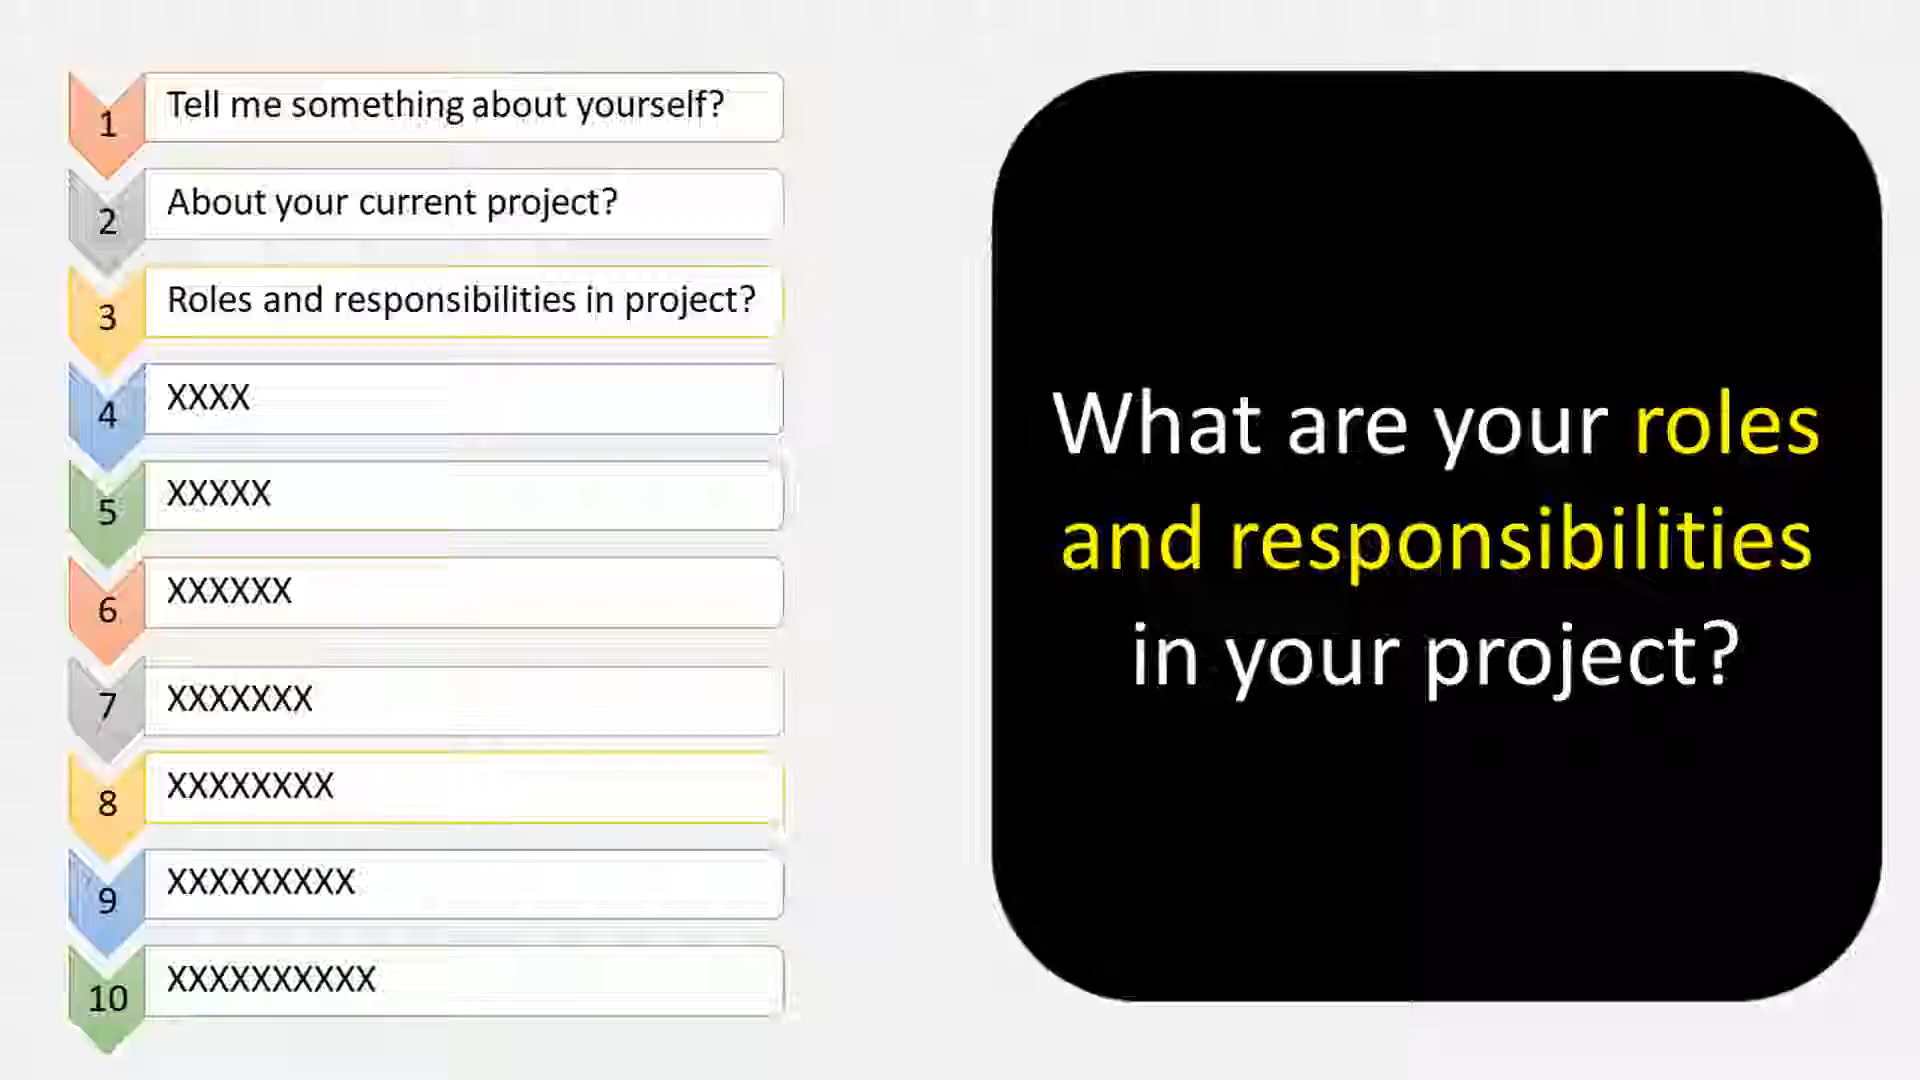 1
Tell me something about yourself?
2
About your current project?
3
Roles and responsibilities in project?
4
XXXX
5
XXXXX
6
XXXXXX
7
XXXXXXX
8
XXXXXXXX
9
XXXXXXXXX
10
XXXXXXXXXX
What are your roles
and responsibilities
in your project?